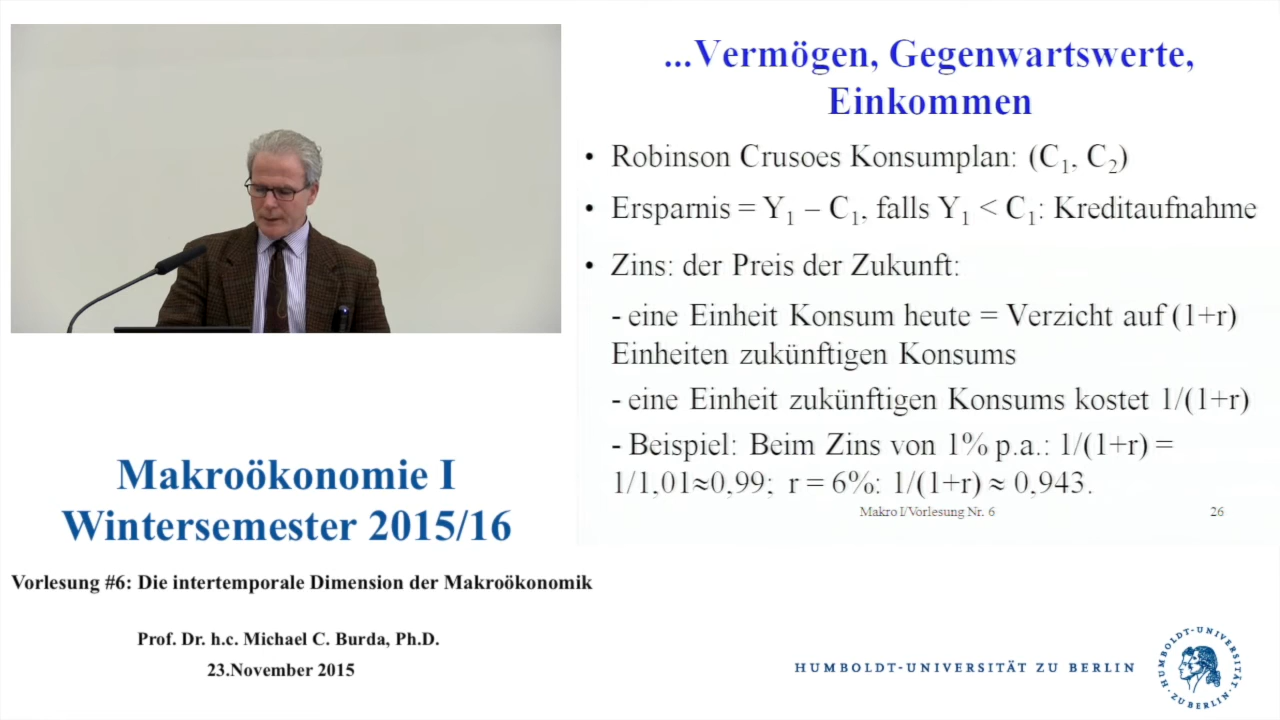 ...Vermögen, Gegenwartswerte,
Einkommen
• Robinson Crusoes Konsumplan: (C₁, C₂)
• Ersparnis = Y₁ – C₁, falls Y₁ < C₁: Kreditaufnahme
• Zins: der Preis der Zukunft:
- eine Einheit Konsum heute = Verzicht auf (1+r)
Einheiten zukünftigen Konsums
- eine Einheit zukünftigen Konsums kostet 1/(1+r)
- Beispiel: Beim Zins von 1% p.a.: 1/(1+r) =
1/1,01≈0,99; r = 6%: 1/(1+r) ≈ 0,943.
Makro I/Vorlesung Nr. 6
26
Makroökonomie I
Wintersemester 2015/16
Vorlesung #6: Die intertemporale Dimension der Makroökonomik
Prof. Dr. h.c. Michael C. Burda, Ph.D.
23.November 2015
HUMBOLDT-UNIVERSITÄT ZU BERLIN
HUMBOLDT-UNIVERSITÄT
ZU BERLIN